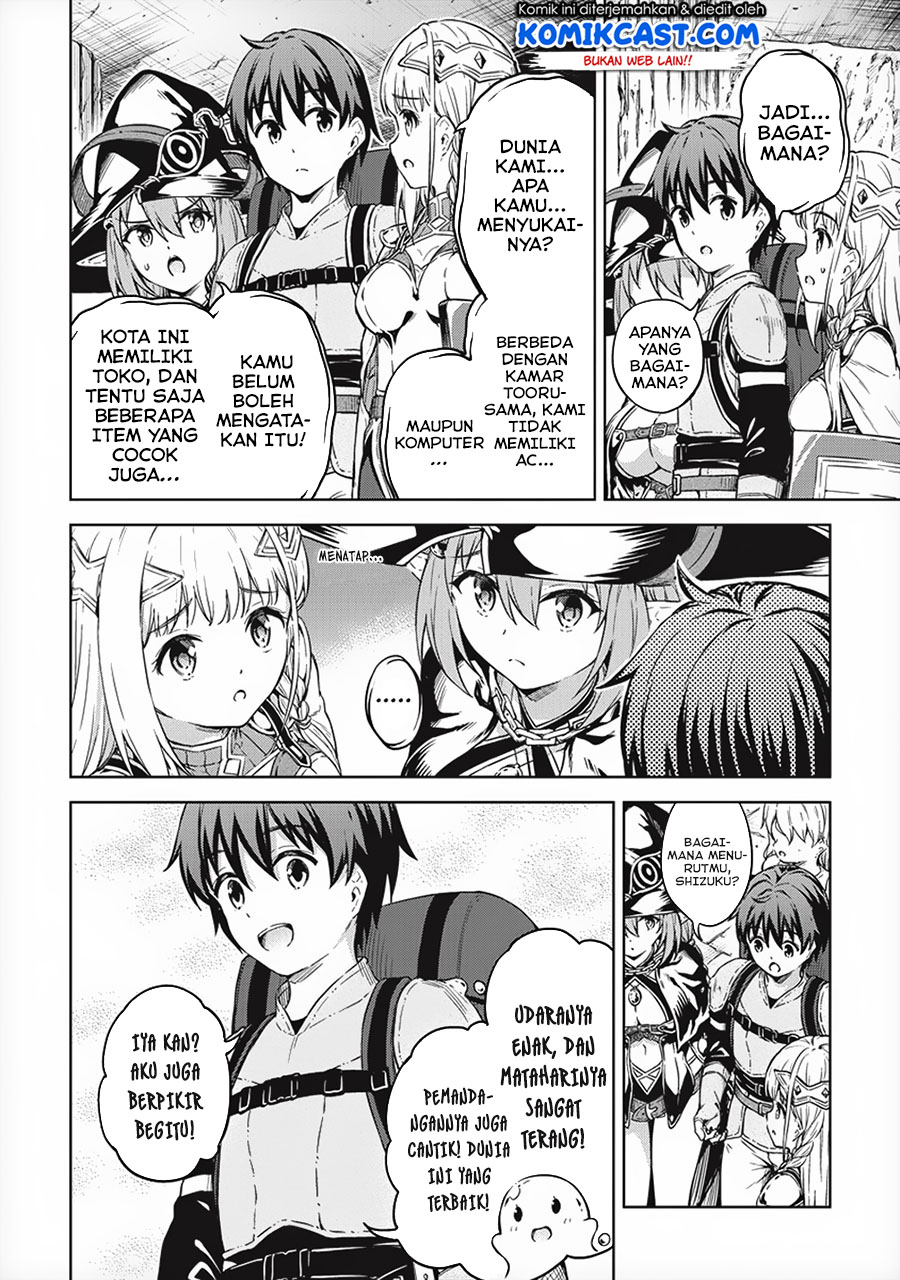 Komik ini diterjemahkan & diedit oleh
KOMIKCAST.COM
BUKAN WEB LAIN!!
JADI...
BAGAI-
MANA?
APANYA
YANG
BAGAI-
MANA?
DUNIA
KAMI...
APA
KAMU...
MENYUKAI-
NYA?
BERBEDA
DENGAN
KAMAR
TOORU-
SAMA, KAMI
TIDAK
MEMILIKI
AC...
MAUPUN
KOMPUTER
...
KAMU
BELUM
BOLEH
MENGATA-
KAN ITU!
KOTA INI
MEMILIKI
TOKO, DAN
TENTU SAJA
BEBERAPA
ITEM YANG
COCOK
JUGA...
MENATAP...
......
BAGAI-
MANA MENU-
RUTMU,
SHIZUKU?
UDARANYA
ENAK, DAN
MATAHARINYA
SANGAT
TERANG!
PEMANDA-
NGANNYA JUGA
CANTIK! DUNIA
INI YANG
TERBAIK!
IYA KAN?
AKU JUGA
BERPIKIR
BEGITU!